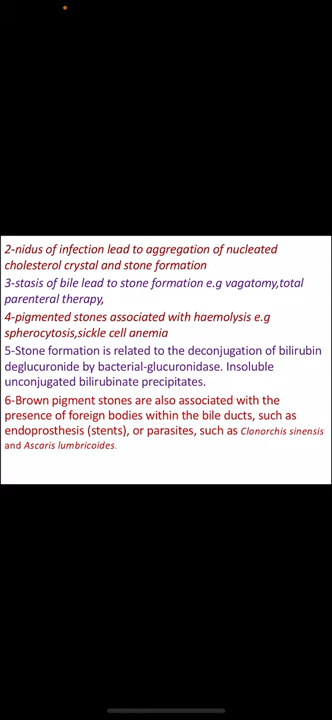 2-nidus of infection lead to aggregation of nucleated
cholesterol crystal and stone formation
3-stasis of bile lead to stone formation e.g vagatomy,total
parenteral therapy,
4-pigmented stones associated with haemolysis e.g
spherocytosis,sickle cell anemia
5-Stone formation is related to the deconjugation of bilirubin
deglucuronide by bacterial-glucuronidase. Insoluble
unconjugated bilirubinate precipitates.
6-Brown pigment stones are also associated with the
presence of foreign bodies within the bile ducts, such as
endoprosthesis (stents), or parasites, such as Clonorchis sinensis
and Ascaris lumbricoides.